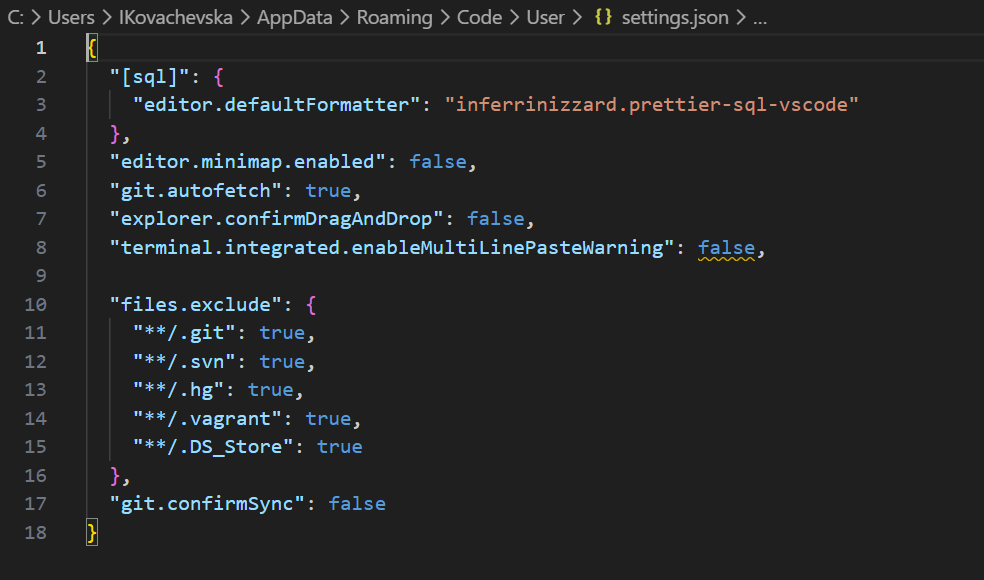 C: > Users > IKovachevska > AppData > Roaming > Code > User > {} settings.json > ...
1 {
2 "[sql]": {
3 "editor.defaultFormatter": "inferrinizzard.prettier-sql-vscode"
4 },
5 "editor.minimap.enabled": false,
6 "git.autofetch": true,
7 "explorer.confirmDragAndDrop": false,
8 "terminal.integrated.enableMultiLinePasteWarning": false,
9
10 "files.exclude": {
11 "**/.git": true,
12 "**/.svn": true,
13 "**/.hg": true,
14 "**/.vagrant": true,
15 "**/.DS_Store": true
16 },
17 "git.confirmSync": false
18 }